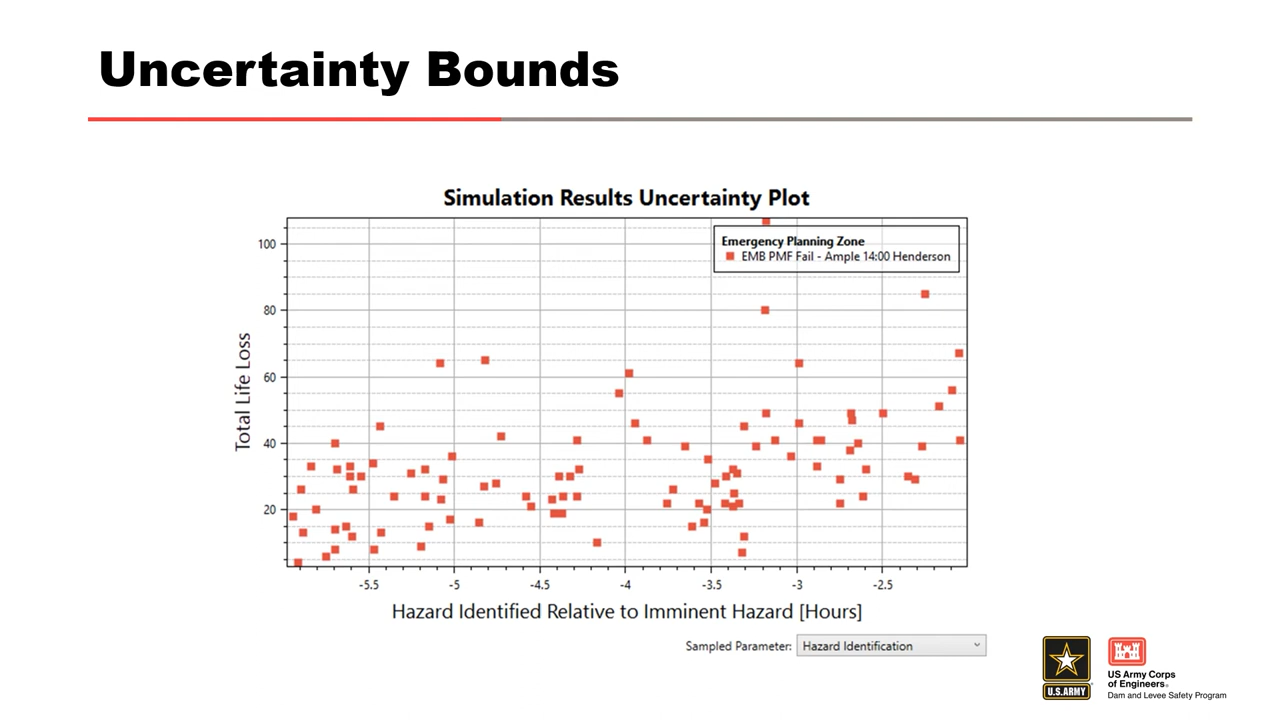 Uncertainty Bounds
Simulation Results Uncertainty Plot
Emergency Planning Zone
EMB PMF Fail - Ample 14:00 Henderson
Total Life Loss
100
80
60
40
20
-5.5
-5
-4.5
-4
-3.5
-3
-2.5
Hazard Identified Relative to Imminent Hazard [Hours]
Sampled Parameter: Hazard Identification
U.S.ARMY
US Army Corps
of Engineers®
Dam and Levee Safety Program